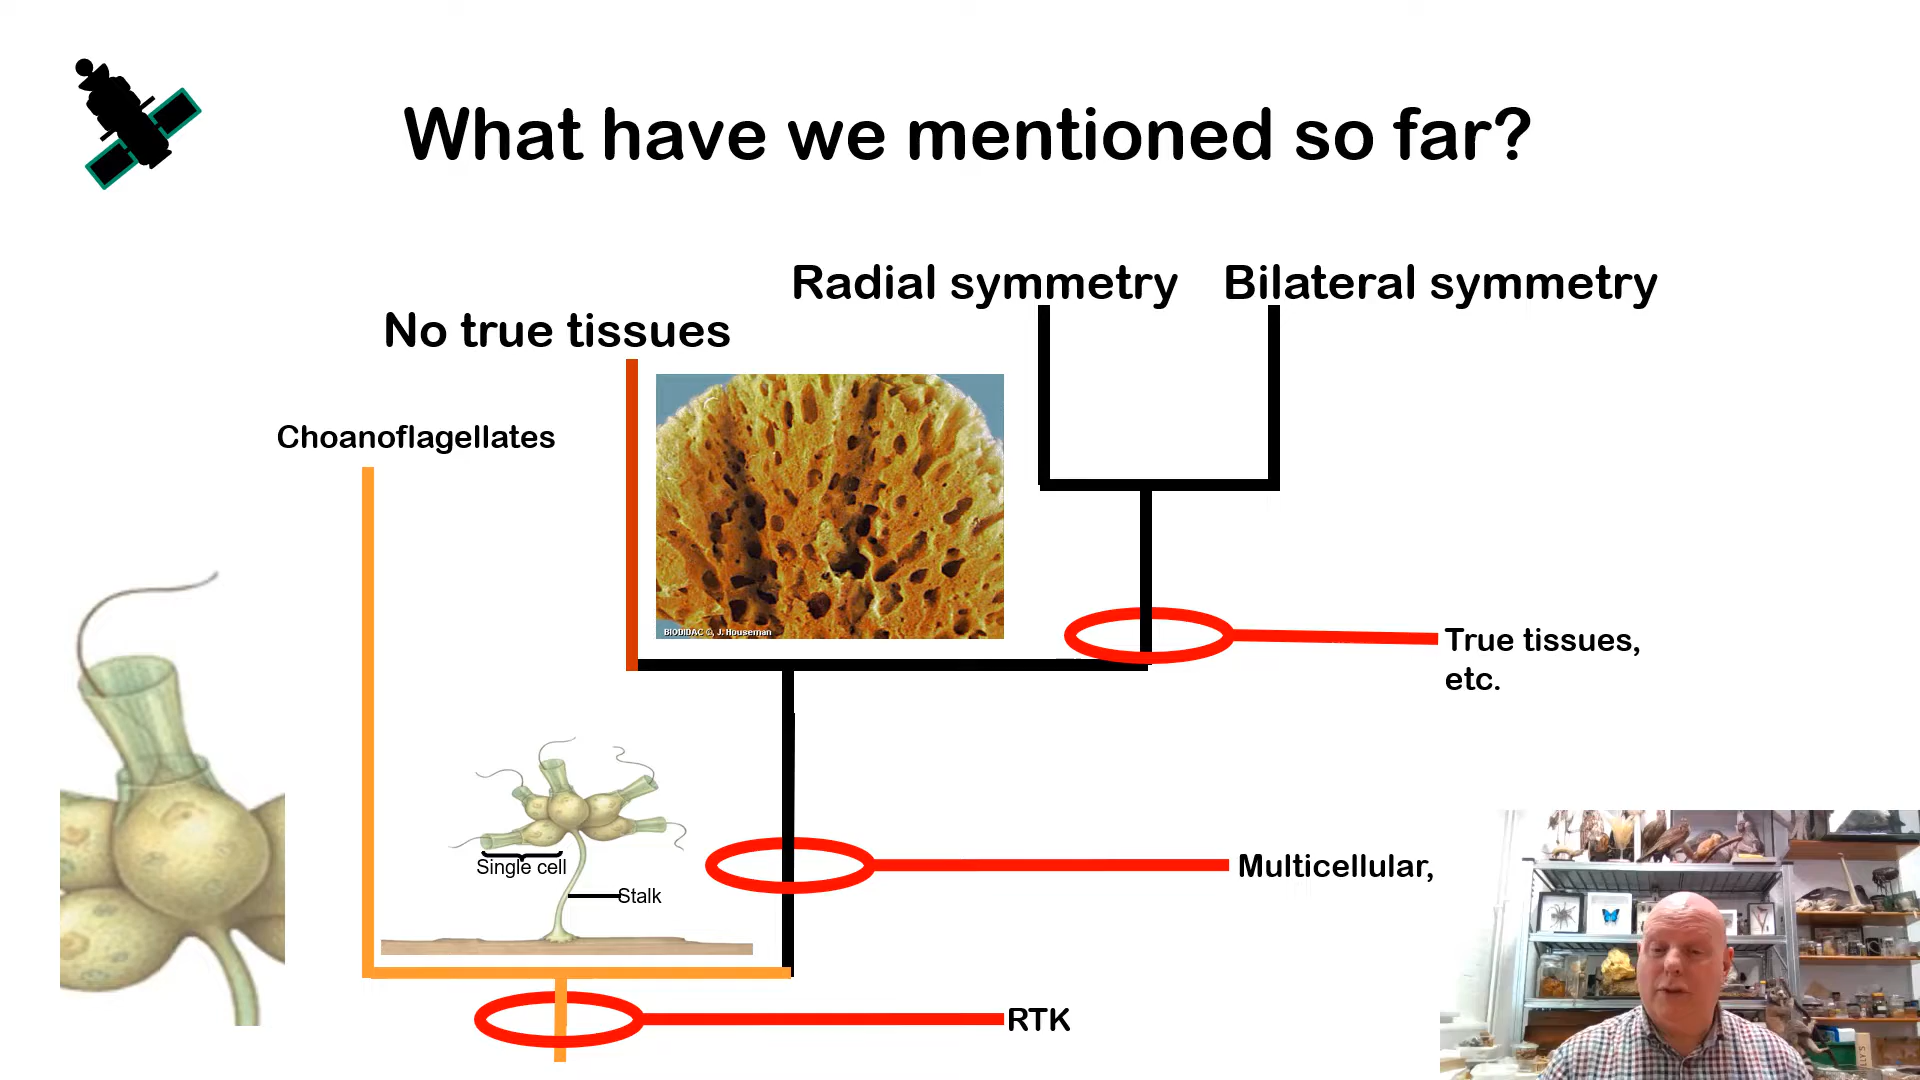 What have we mentioned so far?
Radial symmetry
Bilateral symmetry
No true tissues
Choanoflagellates
BIODIDAC ©, J. Houseman
True tissues,
etc.
Single cell
Stalk
Multicellular,
RTK